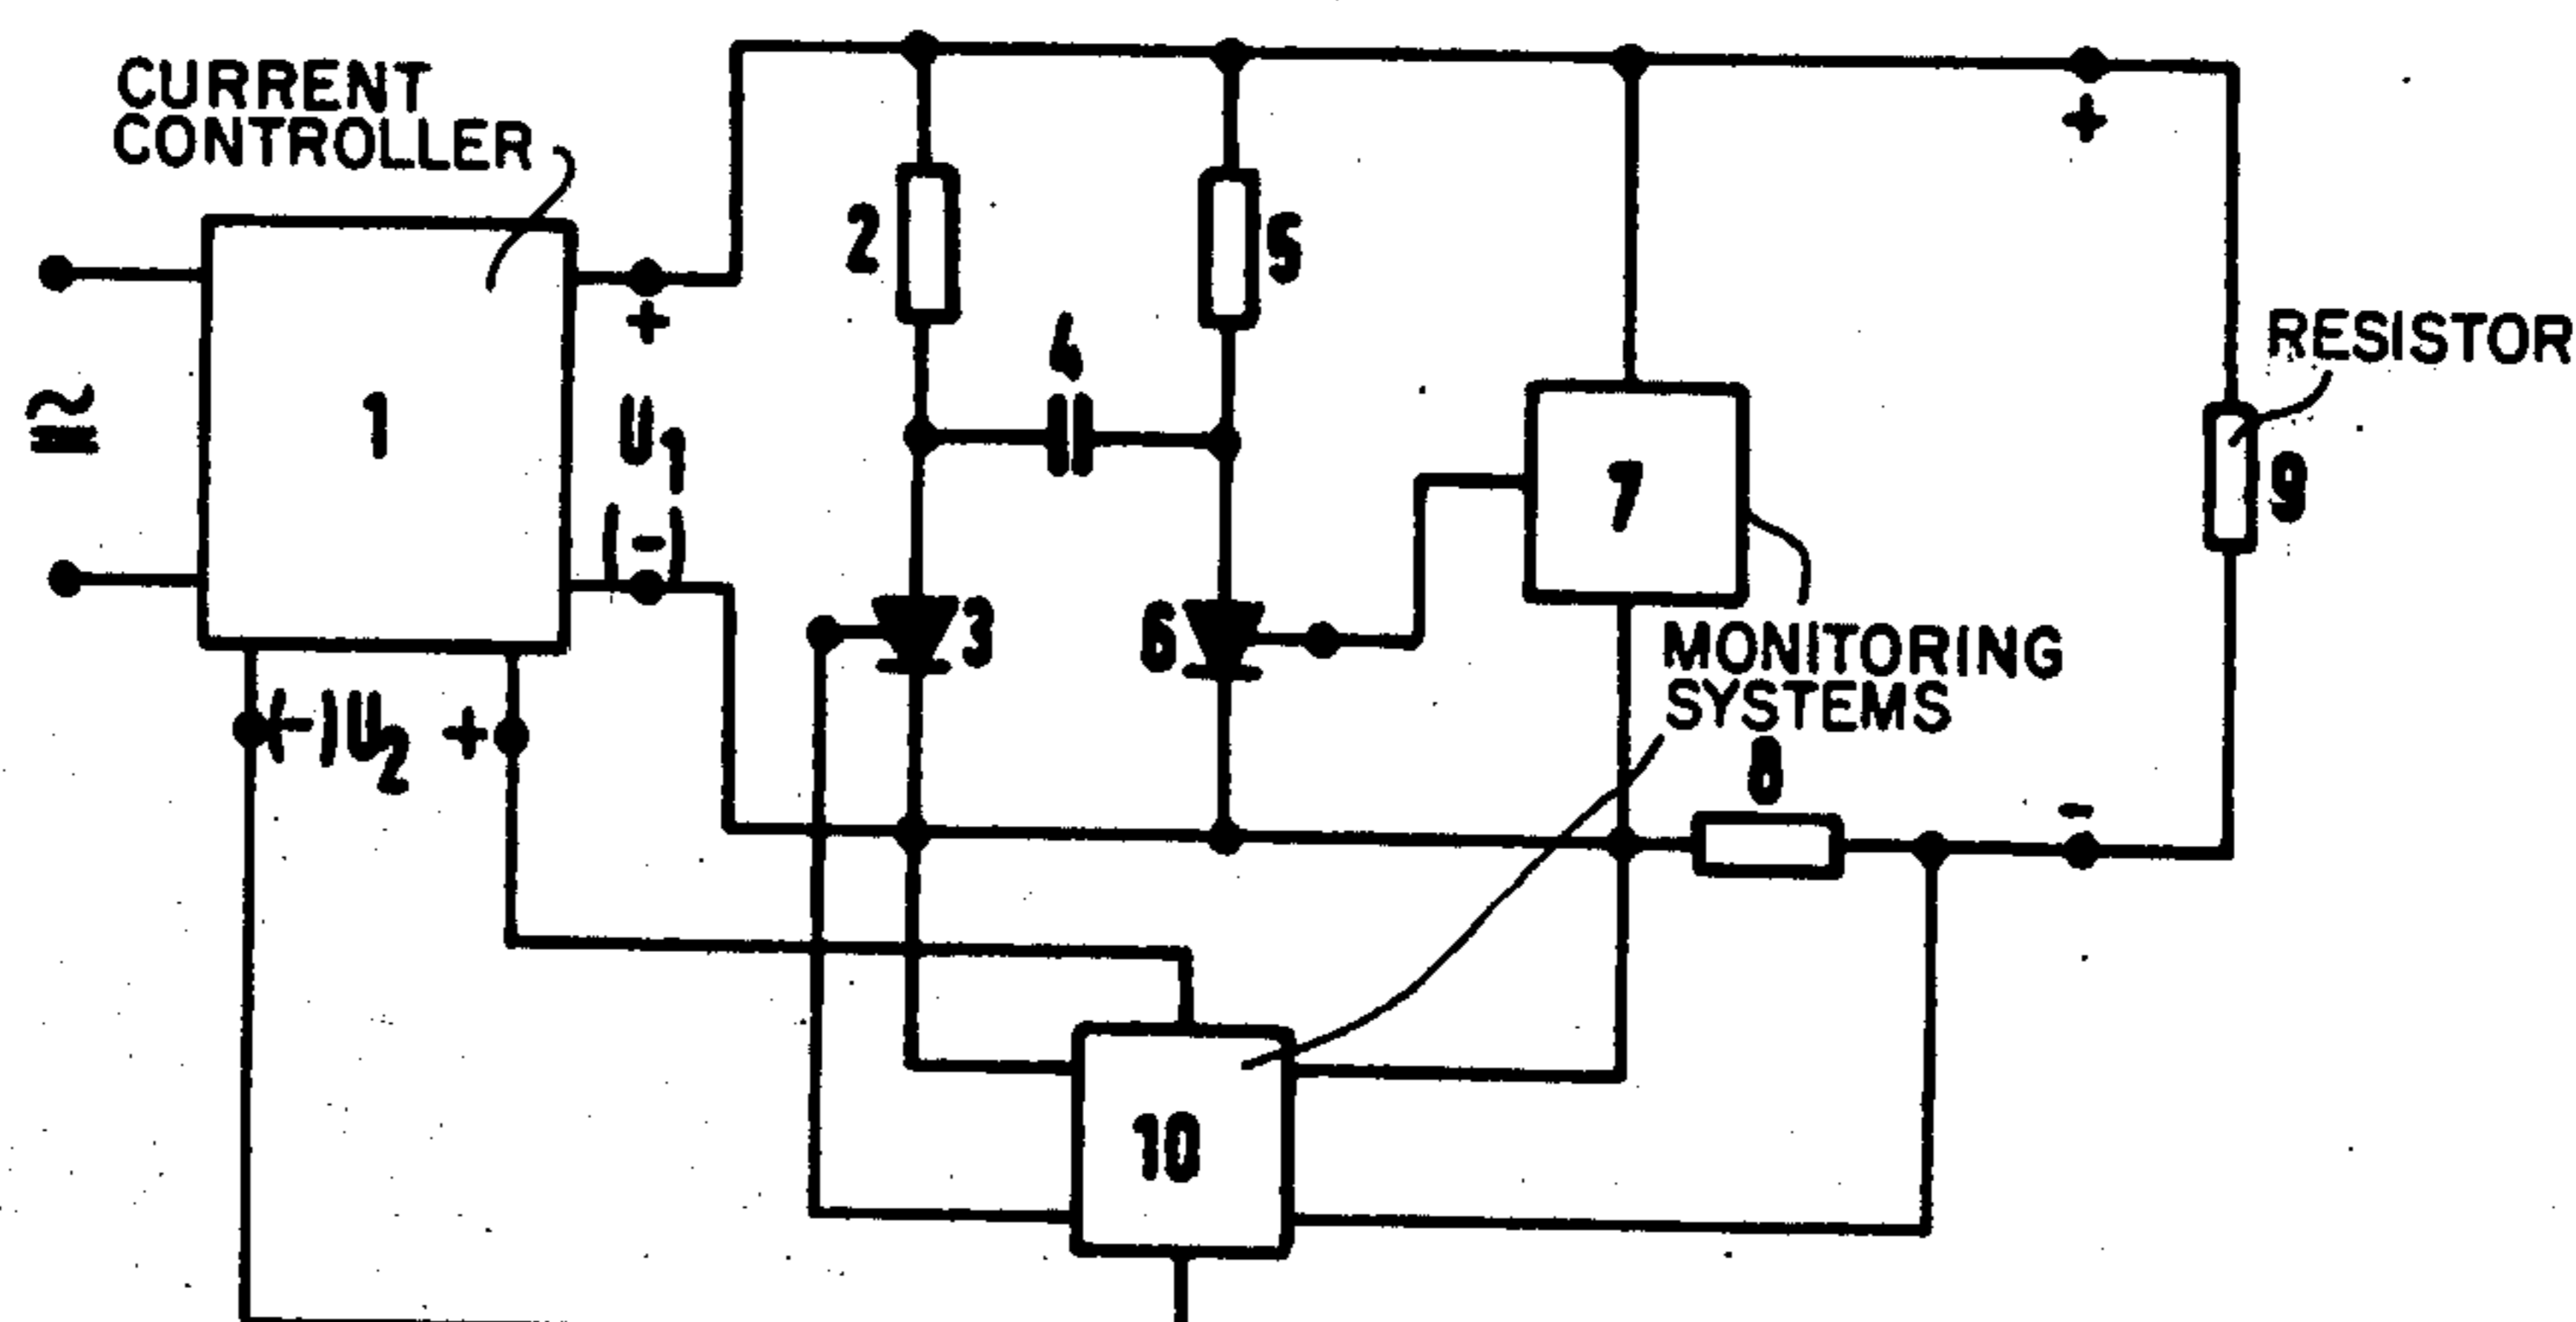 CURRENT
CONTROLLER
+
2
5
4
RESISTOR
1
+
U1
(-)
7
9
3
6
MONITORING
SYSTEMS
(-)U2 +
8
-
10